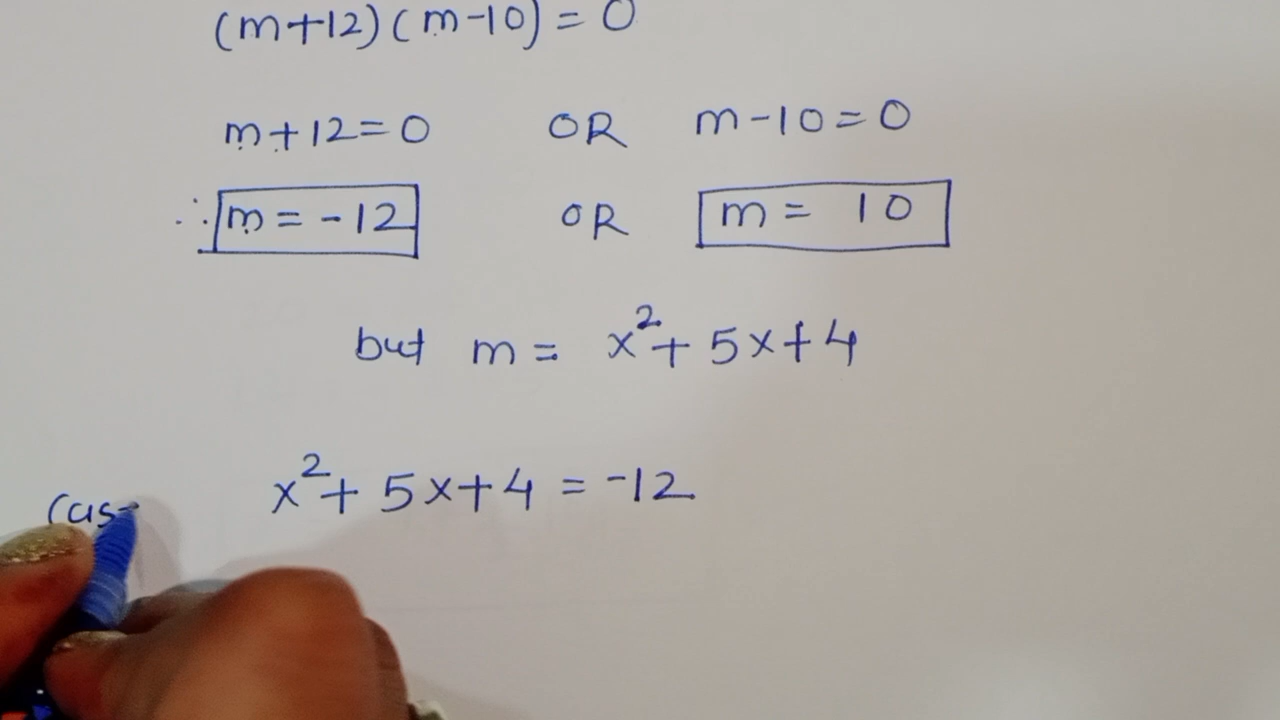 (m+12)(m-10) = 0
m+12=0 OR m-10=0
∴ m = -12 OR m = 10
but m = x²+ 5x+4
x²+ 5x+4 = -12